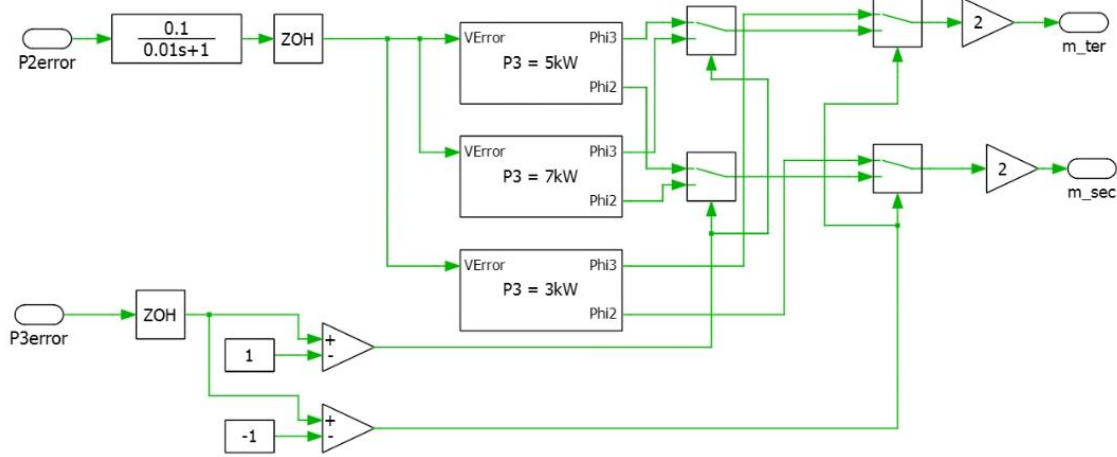 P2error
0.1
0.01s+1
ZOH
VError
P3 = 5kW
Phi3
Phi2
2
m_ter
VError
P3 = 7kW
Phi3
Phi2
2
m_sec
VError
P3 = 3kW
Phi3
Phi2
P3error
ZOH
1
+
-
-1
+
-